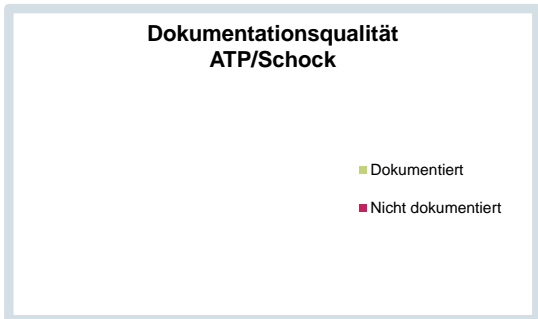 Dokumentationsqualität
ATP/Schock
Dokumentiert
Nicht dokumentiert